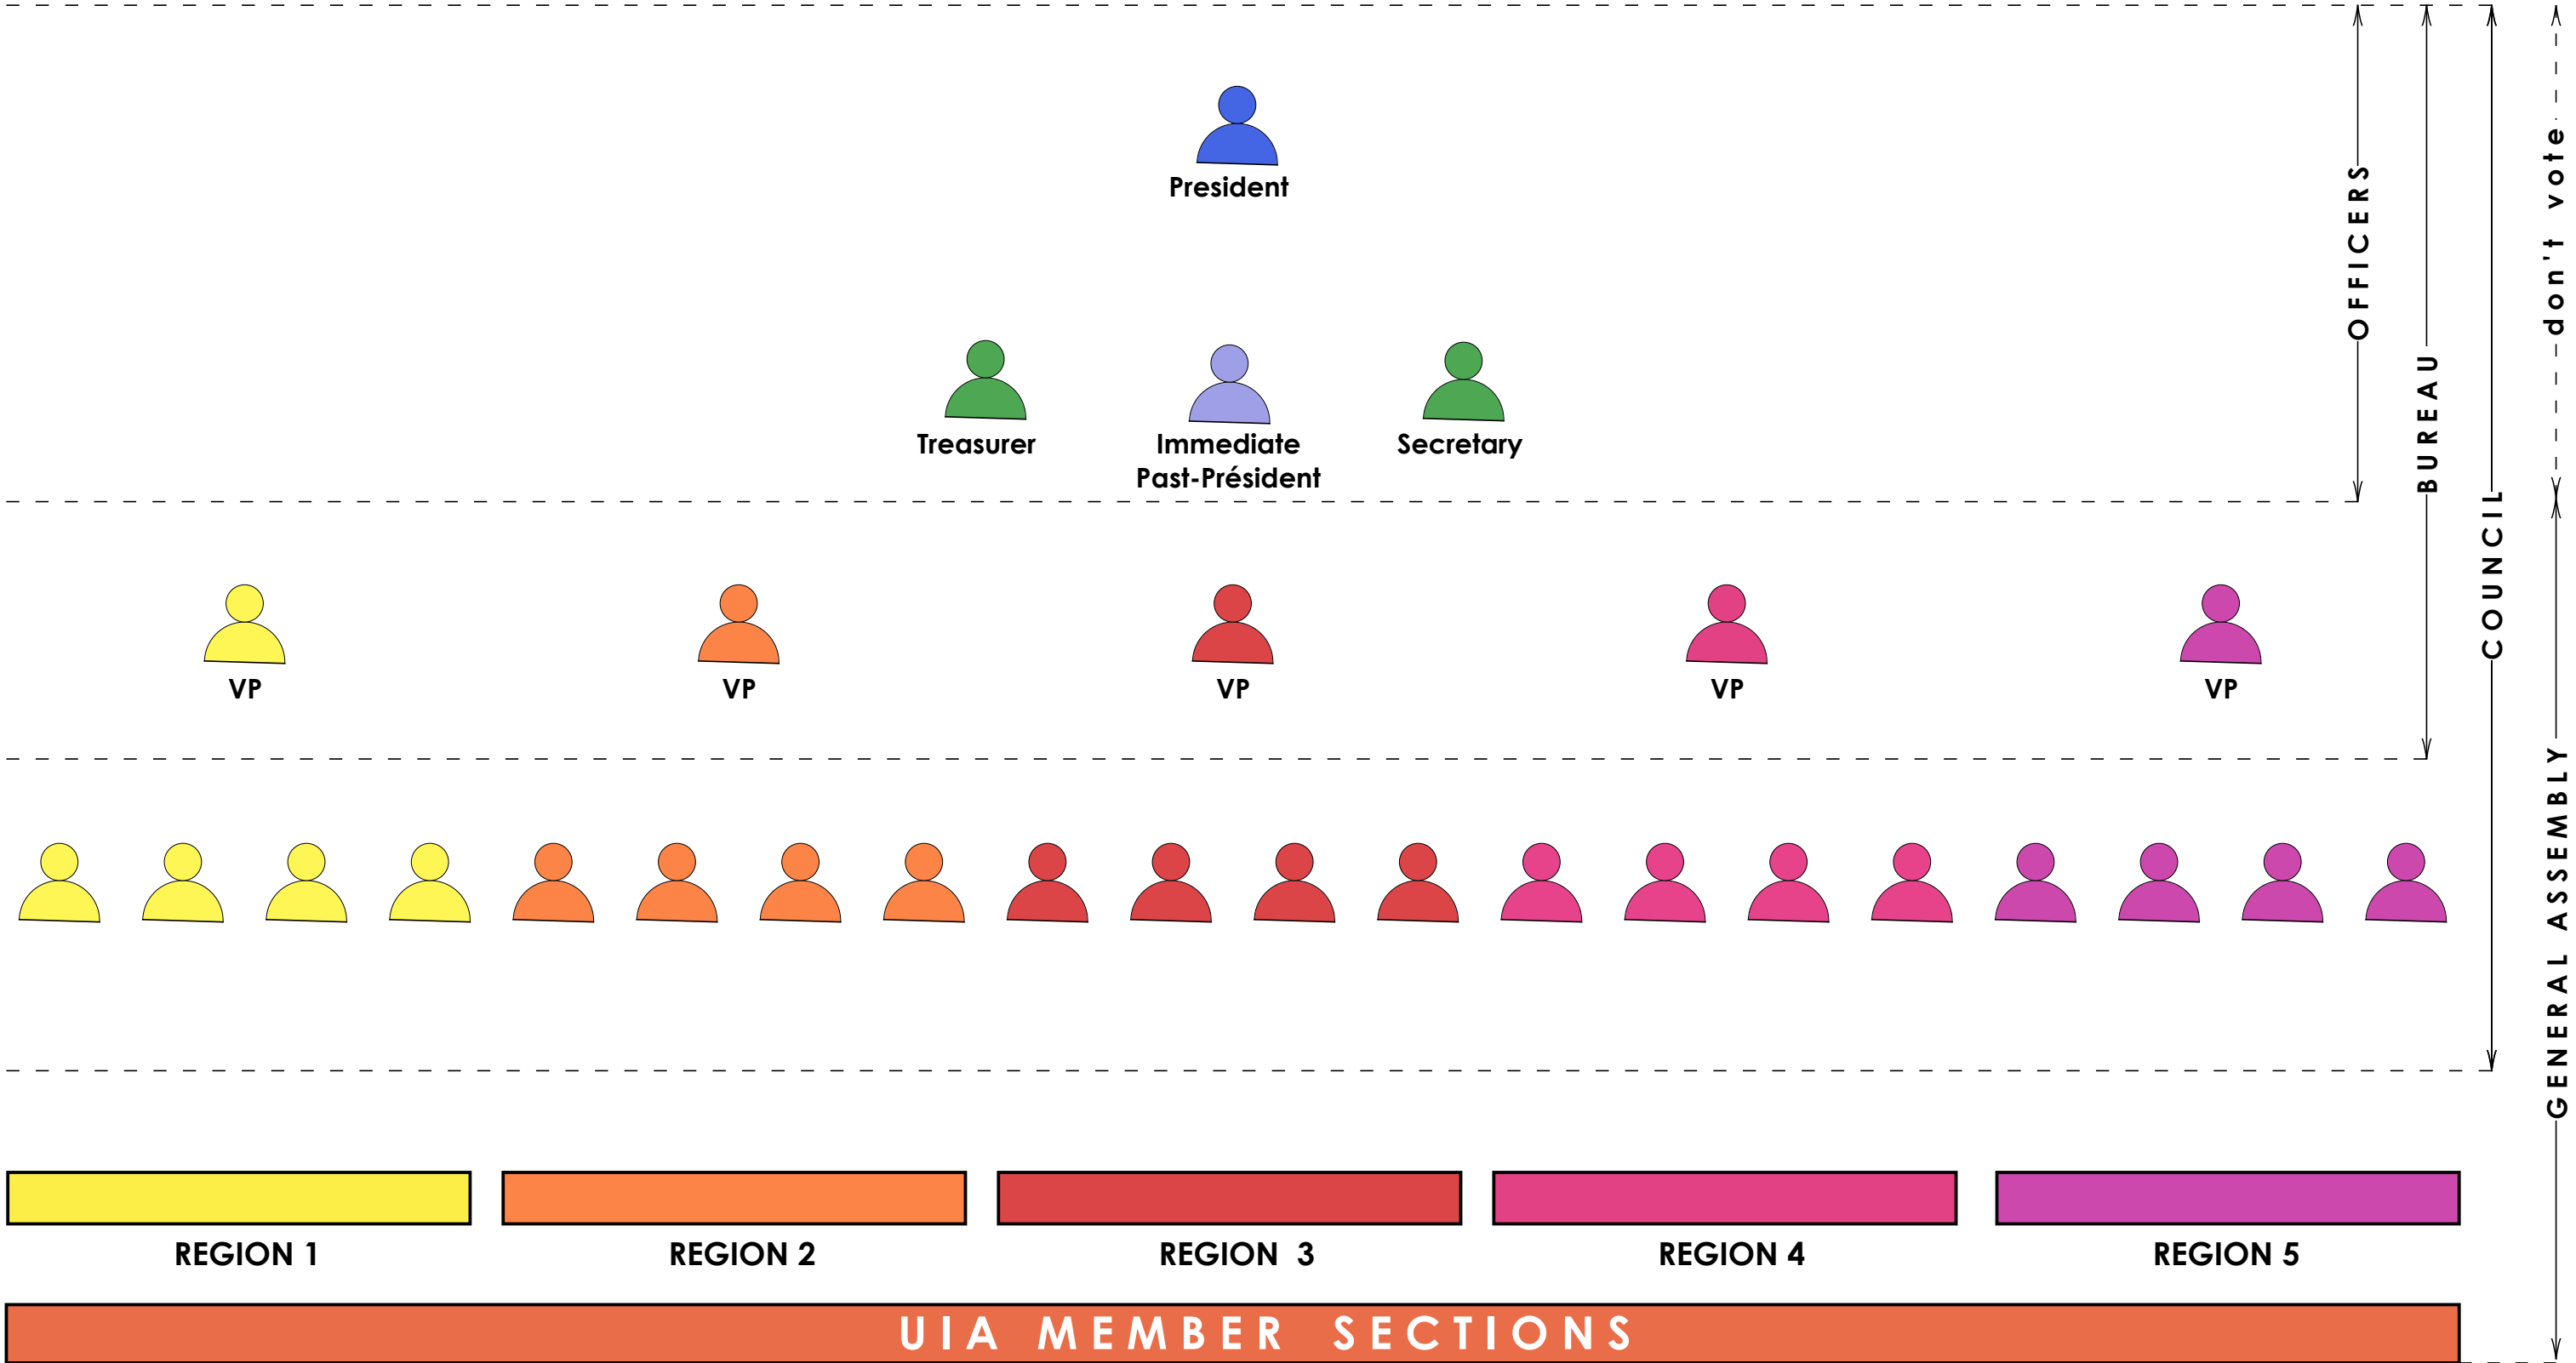 President
Treasurer
Immediate
Past-Président
Secretary
VP
VP
VP
VP
VP
REGION 1
REGION 2
REGION 3
REGION 4
REGION 5
UIA MEMBER SECTIONS
OFFICERS
BUREAU
COUNCIL
don't vote
GENERAL ASSEMBLY